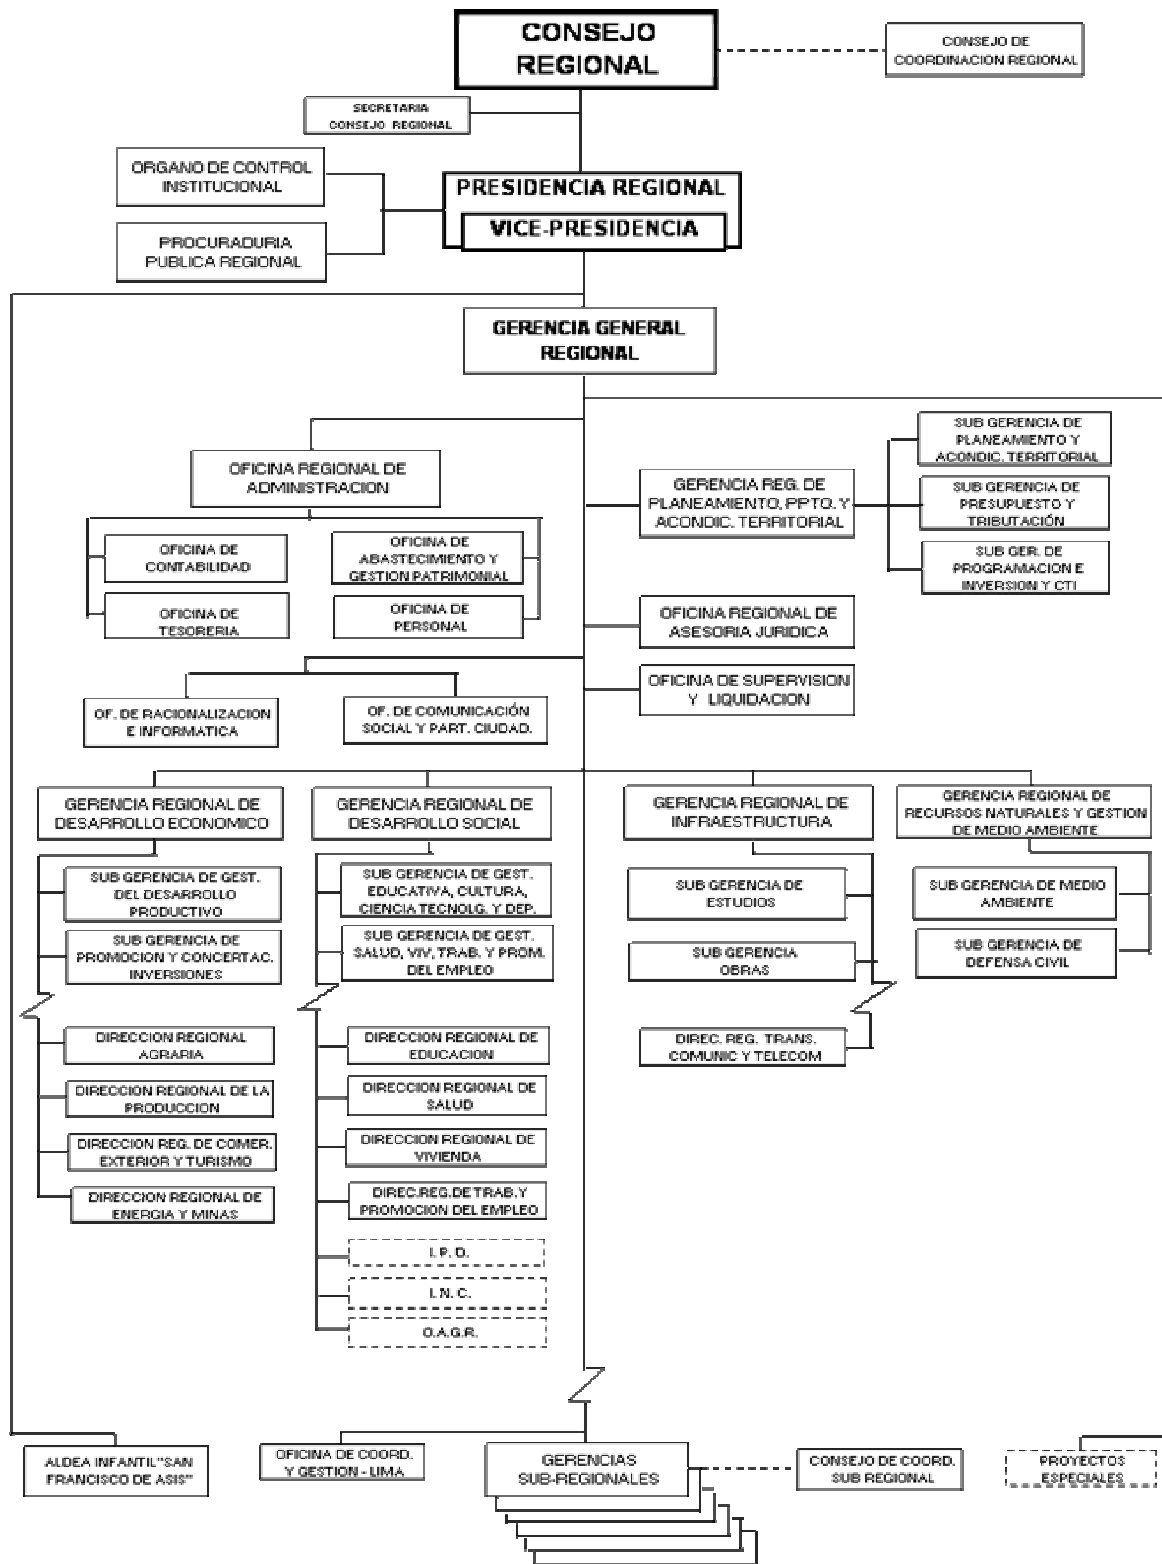 CONSEJO
REGIONAL
CONSEJO DE
COORDINACION REGIONAL
SECRETARIA
CONSEJO REGIONAL
ORGANO DE CONTROL
INSTITUCIONAL
PRESIDENCIA REGIONAL
VICE-PRESIDENCIA
PROCURADURIA
PUBLICA REGIONAL
GERENCIA GENERAL
REGIONAL
OFICINA REGIONAL DE
ADMINISTRACION
GERENCIA REG. DE
PLANEAMIENTO, PPTO. Y
ACONDIC. TERRITORIAL
SUB GERENCIA DE
PLANEAMIENTO Y
ACONDIC. TERRITORIAL
SUB GERENCIA DE
PRESUPUESTO Y
TRIBUTACIÓN
SUB GER. DE
PROGRAMACION E
INVERSION Y CTI
OFICINA DE
CONTABILIDAD
OFICINA DE
ABASTECIMIENTO Y
GESTION PATRIMONIAL
OFICINA DE
TESORERIA
OFICINA DE
PERSONAL
OFICINA REGIONAL DE
ASESORIA JURIDICA
OFICINA DE SUPERVISION
Y LIQUIDACION
OF. DE RACIONALIZACION
E INFORMATICA
OF. DE COMUNICACIÓN
SOCIAL Y PART. CIUDAD.
GERENCIA REGIONAL DE
DESARROLLO ECONOMICO
GERENCIA REGIONAL DE
DESARROLLO SOCIAL
GERENCIA REGIONAL DE
INFRAESTRUCTURA
GERENCIA REGIONAL DE
RECURSOS NATURALES Y GESTION
DE MEDIO AMBIENTE
SUB GERENCIA DE GEST.
DEL DESARROLLO
PRODUCTIVO
SUB GERENCIA DE
PROMOCION Y CONCERTAC.
INVERSIONES
SUB GERENCIA DE GEST.
EDUCATIVA, CULTURA,
CIENCIA TECNOLG. Y DEP.
SUB GERENCIA DE GEST.
SALUD, VIV, TRAB. Y PROM.
DEL EMPLEO
SUB GERENCIA DE
ESTUDIOS
SUB GERENCIA
OBRAS
SUB GERENCIA DE MEDIO
AMBIENTE
SUB GERENCIA DE
DEFENSA CIVIL
DIRECCION REGIONAL
AGRARIA
DIRECCION REGIONAL DE LA
PRODUCCION
DIRECCION REG. DE COMER.
EXTERIOR Y TURISMO
DIRECCION REGIONAL DE
ENERGIA Y MINAS
DIRECCION REGIONAL DE
EDUCACION
DIRECCION REGIONAL DE
SALUD
DIRECCION REGIONAL DE
VIVIENDA
DIREC.REG.DE TRAB.Y
PROMOCION DEL EMPLEO
I. P. D.
I. N. C.
O.A.G.R.
DIREC. REG. TRANS.
COMUNIC Y TELECOM
ALDEA INFANTIL"SAN
FRANCISCO DE ASIS"
OFICINA DE COORD.
Y GESTION - LIMA
GERENCIAS
SUB-REGIONALES
CONSEJO DE COORD.
SUB REGIONAL
PROYECTOS
ESPECIALES